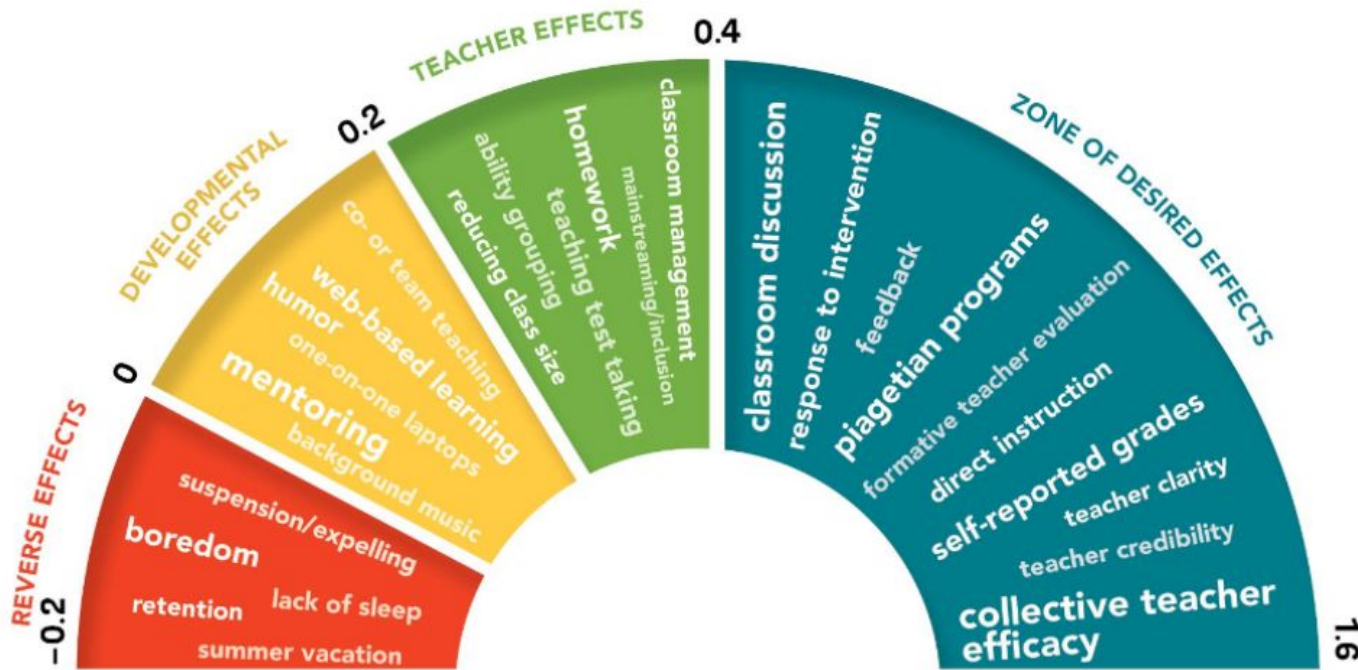 REVERSE EFFECTS
-0.2
0
suspension/expelling
boredom
lack of sleep
retention
summer vacation
DEVELOPMENTAL
EFFECTS
0.2
co- or team teaching
web-based learning
humor
one-on-one laptops
mentoring
background music
TEACHER EFFECTS
0.4
classroom management
mainstreaming/inclusion
homework
teaching test taking
ability grouping
reducing class size
ZONE OF DESIRED EFFECTS
classroom discussion
response to intervention
feedback
piagetian programs
formative teacher evaluation
direct instruction
self-reported grades
teacher clarity
teacher credibility
collective teacher
efficacy
1.6